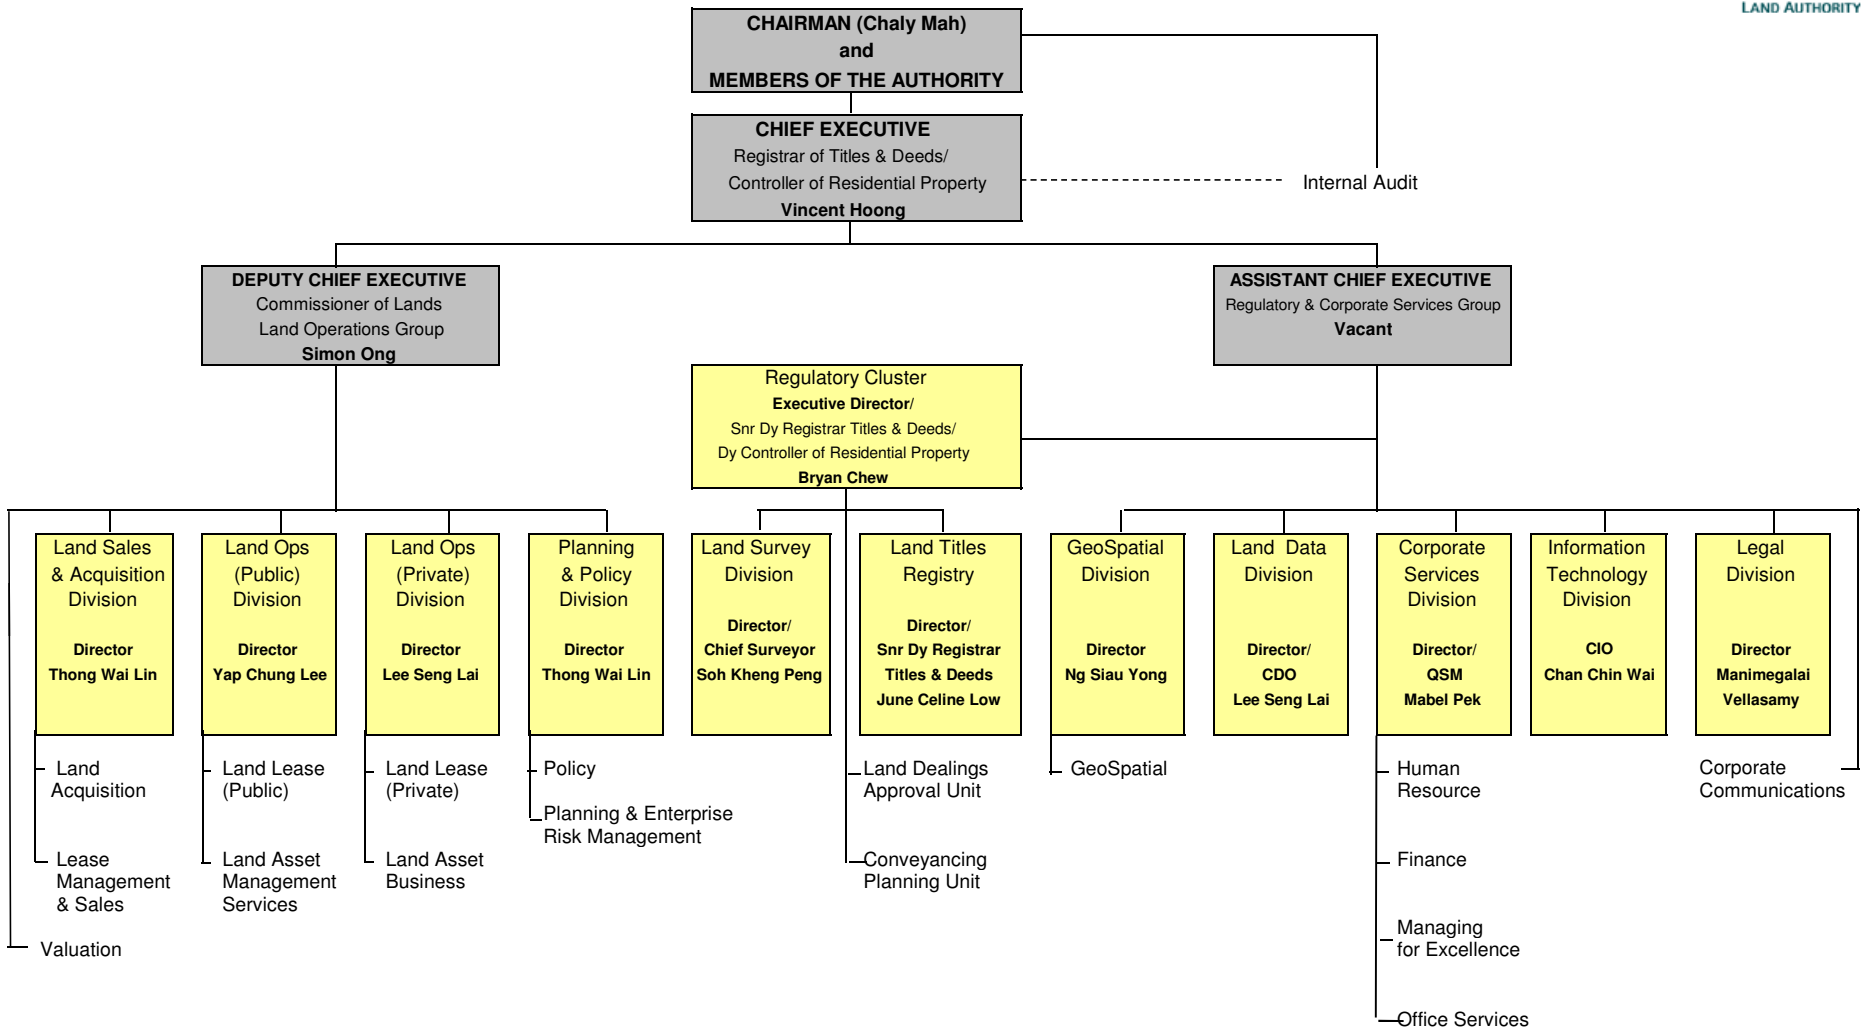 LAND AUTHORITY
CHAIRMAN (Chaly Mah)
and
MEMBERS OF THE AUTHORITY
CHIEF EXECUTIVE
Registrar of Titles & Deeds/
Controller of Residential Property
Vincent Hoong
Internal Audit
DEPUTY CHIEF EXECUTIVE
Commissioner of Lands
Land Operations Group
Simon Ong
ASSISTANT CHIEF EXECUTIVE
Regulatory & Corporate Services Group
Vacant
Regulatory Cluster
Executive Director/
Snr Dy Registrar Titles & Deeds/
Dy Controller of Residential Property
Bryan Chew
Land Sales
& Acquisition
Division
Director
Thong Wai Lin
Land Ops
(Public)
Division
Director
Yap Chung Lee
Land Ops
(Private)
Division
Director
Lee Seng Lai
Planning
& Policy
Division
Director
Thong Wai Lin
Land Survey
Division
Director/
Chief Surveyor
Soh Kheng Peng
Land Titles
Registry
Director/
Snr Dy Registrar
Titles & Deeds
June Celine Low
GeoSpatial
Division
Director
Ng Siau Yong
Land Data
Division
Director/
CDO
Lee Seng Lai
Corporate
Services
Division
Director/
QSM
Mabel Pek
Information
Technology
Division
CIO
Chan Chin Wai
Legal
Division
Director
Manimegalai
Vellasamy
Land
Acquisition
Lease
Management
& Sales
Valuation
Land Lease
(Public)
Land Asset
Management
Services
Land Lease
(Private)
Land Asset
Business
Policy
Planning & Enterprise
Risk Management
Land Dealings
Approval Unit
Conveyancing
Planning Unit
GeoSpatial
Human
Resource
Finance
Managing
for Excellence
Office Services
Corporate
Communications